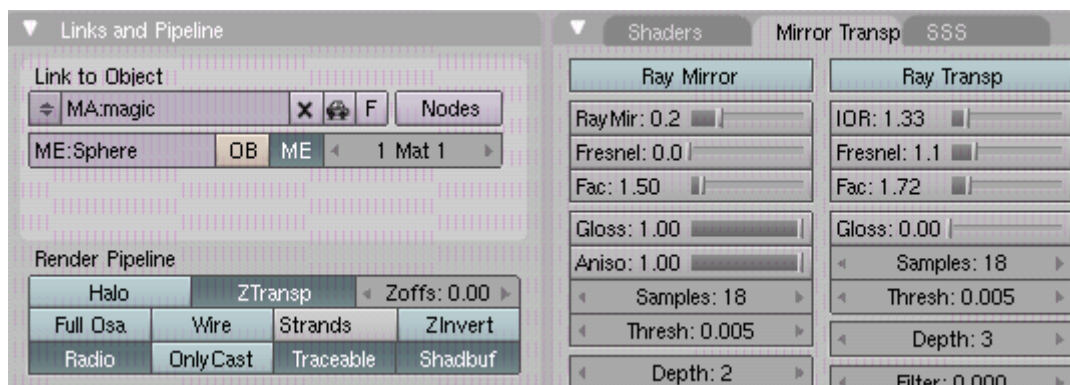 Links and Pipeline
Link to Object
MA:magic X F Nodes
ME:Sphere OB ME 1 Mat 1
Render Pipeline
Halo ZTransp Zoffs: 0.00
Full Osa Wire Strands ZInvert
Radio OnlyCast Traceable Shadbuf
Shaders Mirror Transp SSS
Ray Mirror
RayMir: 0.2
Fresnel: 0.0
Fac: 1.50
Gloss: 1.00
Aniso: 1.00
Samples: 18
Thresh: 0.005
Depth: 2
Ray Transp
IOR: 1.33
Fresnel: 1.1
Fac: 1.72
Gloss: 0.00
Samples: 18
Thresh: 0.005
Depth: 3
Filter: 0.000